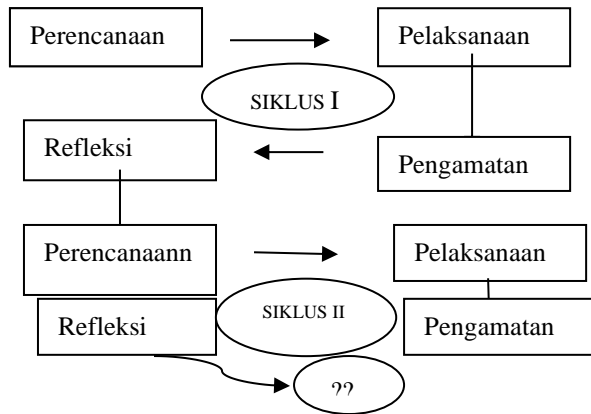 Perencanaan
Pelaksanaan
SIKLUS I
Refleksi
Pengamatan
Perencanaann
Pelaksanaan
SIKLUS II
Refleksi
Pengamatan
??